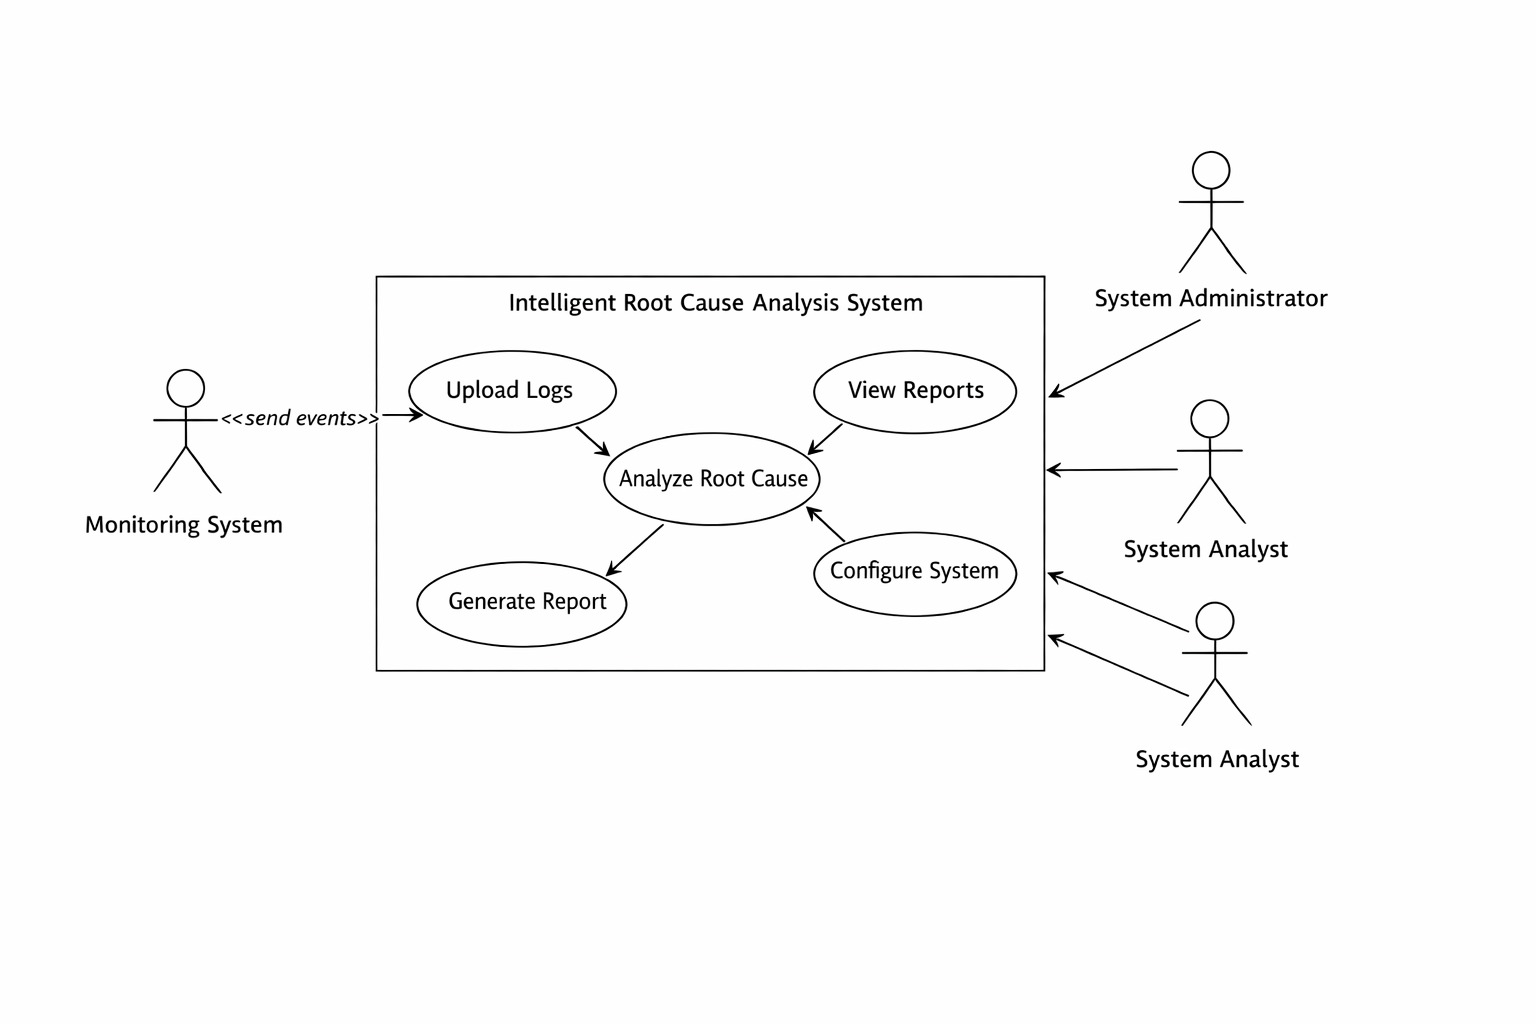 System Administrator
Intelligent Root Cause Analysis System
Upload Logs
View Reports
<<send events>>
Analyze Root Cause
Monitoring System
System Analyst
Configure System
Generate Report
System Analyst